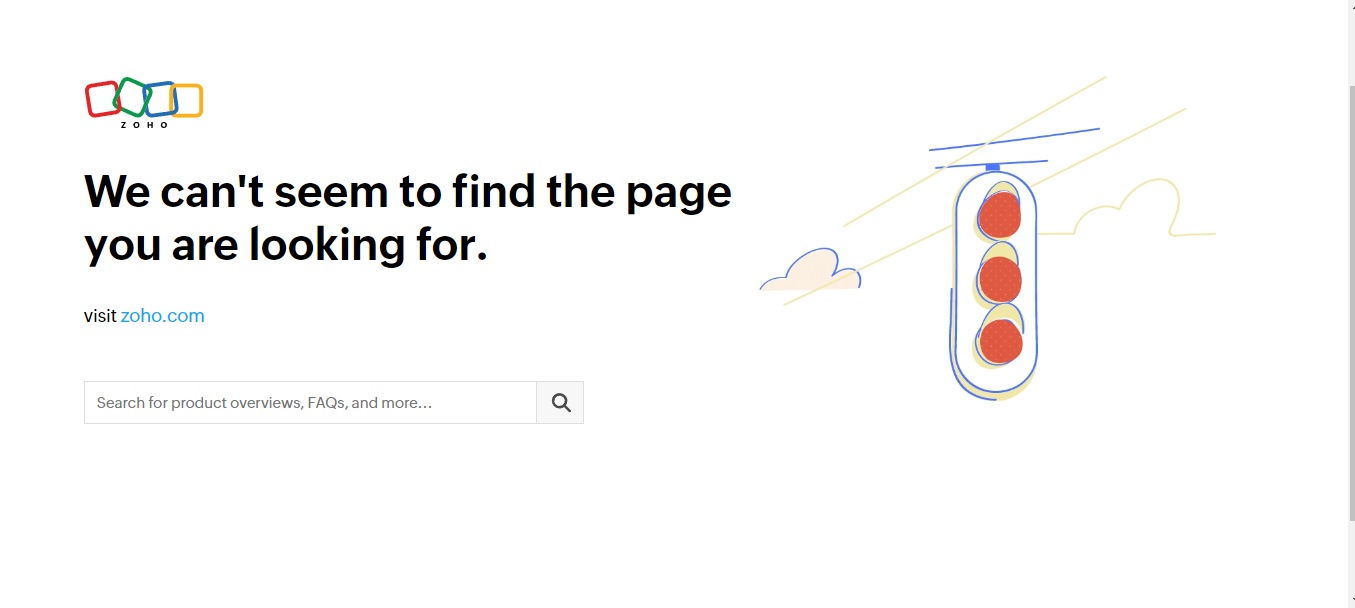 ZOHO
We can't seem to find the page
you are looking for.
visit zoho.com
Search for product overviews, FAQs, and more...